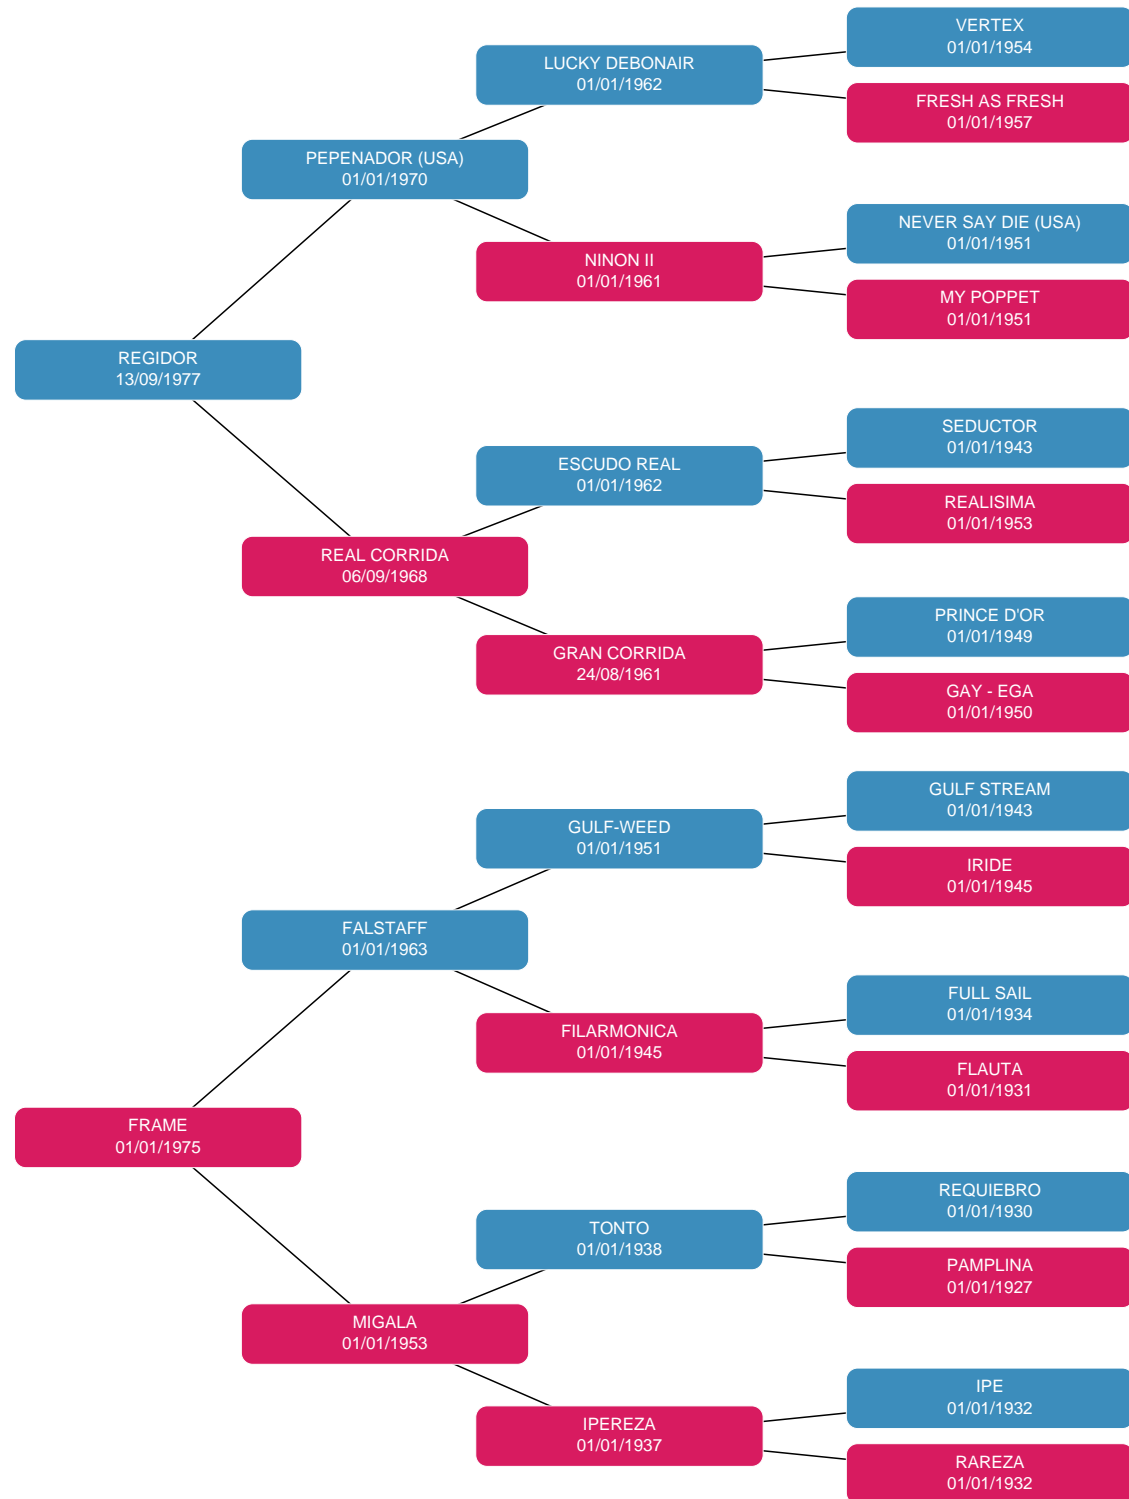 VERTEX
01/01/1954
LUCKY DEBONAIR
01/01/1962
FRESH AS FRESH
01/01/1957
PEPENADOR (USA)
01/01/1970
NEVER SAY DIE (USA)
01/01/1951
NINON II
01/01/1961
MY POPPET
01/01/1951
REGIDOR
13/09/1977
SEDUCTOR
01/01/1943
ESCUDO REAL
01/01/1962
REALISIMA
01/01/1953
REAL CORRIDA
06/09/1968
PRINCE D'OR
01/01/1949
GRAN CORRIDA
24/08/1961
GAY - EGA
01/01/1950
GULF STREAM
01/01/1943
GULF-WEED
01/01/1951
IRIDE
01/01/1945
FALSTAFF
01/01/1963
FULL SAIL
01/01/1934
FILARMONICA
01/01/1945
FLAUTA
01/01/1931
FRAME
01/01/1975
REQUIEBRO
01/01/1930
TONTO
01/01/1938
PAMPLINA
01/01/1927
MIGALA
01/01/1953
IPE
01/01/1932
IPEREZA
01/01/1937
RAREZA
01/01/1932